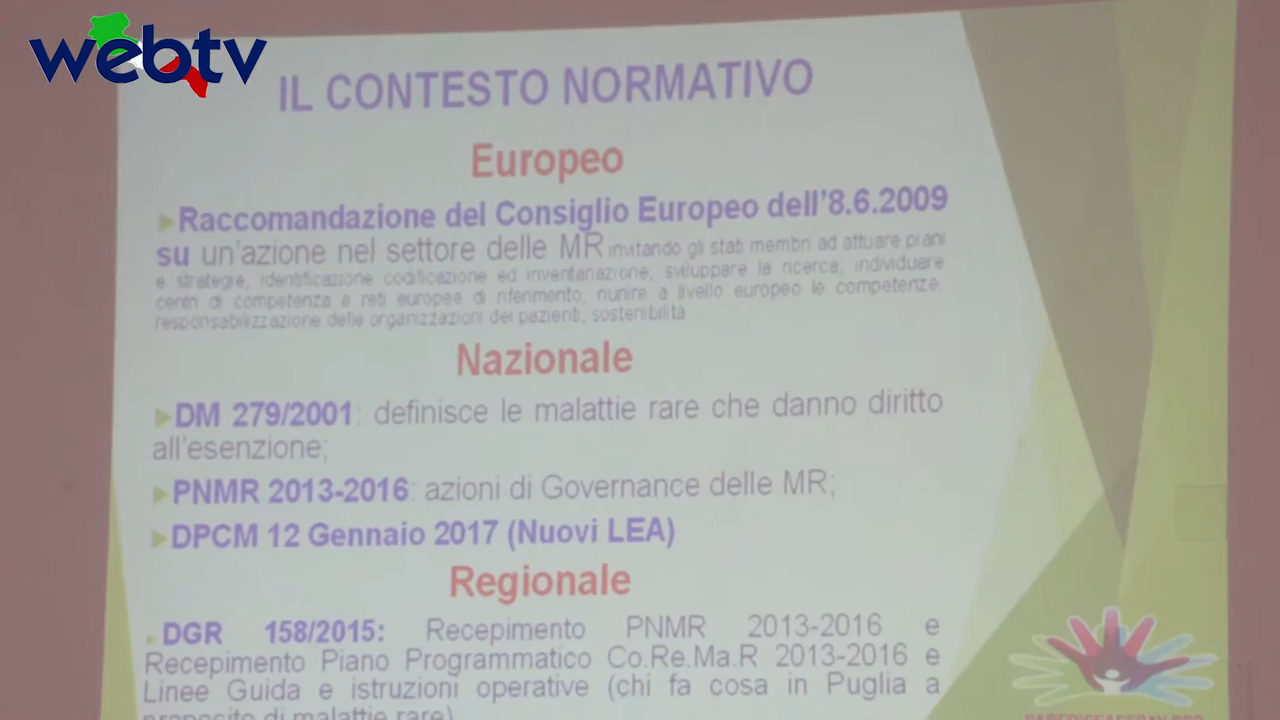 webtv
IL CONTESTO NORMATIVO
Europeo
Raccomandazione del Consiglio Europeo dell'8.6.2009
su un'azione nel settore delle MR invitando gli stati membri ad attuare piani
e strategie, identificazione codificazione ed inventariazione, sviluppare la ricerca, individuare
centri di competenza e reti europee di riferimento, riunire a livello europeo le competenze,
responsabilizzazione delle organizzazioni dei pazienti, sostenibilità
Nazionale
DM 279/2001: definisce le malattie rare che danno diritto
all'esenzione;
PNMR 2013-2016: azioni di Governance delle MR;
DPCM 12 Gennaio 2017 (Nuovi LEA)
Regionale
DGR 158/2015: Recepimento PNMR 2013-2016 e
Recepimento Piano Programmatico Co.Re.Ma.R 2013-2016 e
Linee Guida e istruzioni operative (chi fa cosa in Puglia a
proposito di malattie rare)